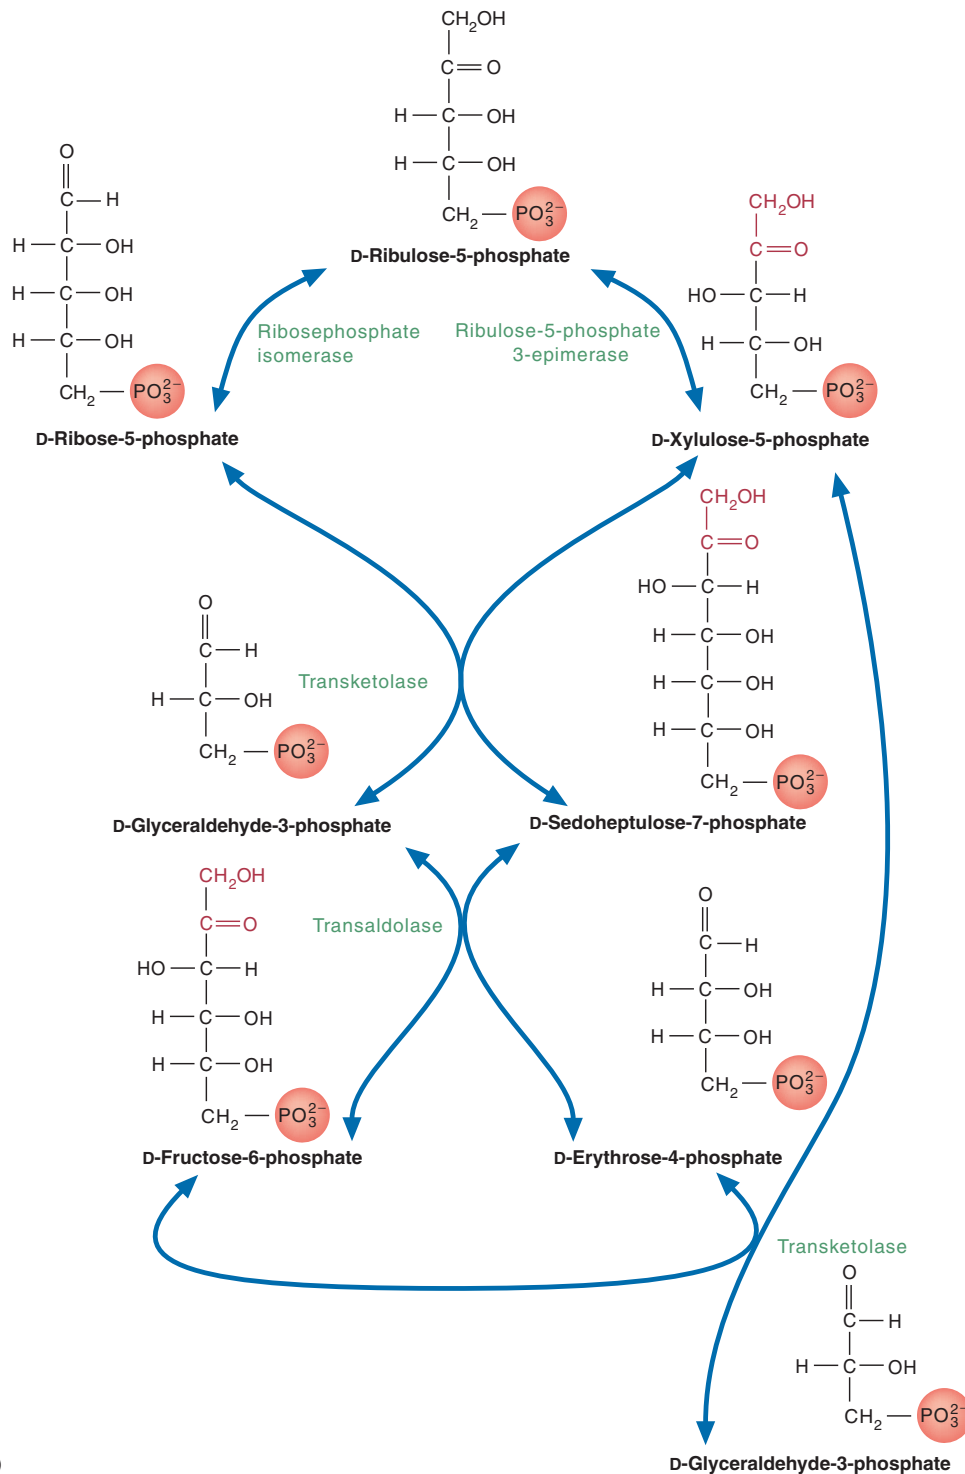 CH2OH
C=O
H—C—OH
H—C—OH
CH2—PO3 2−
D-Ribulose-5-phosphate
O
C—H
H—C—OH
H—C—OH
H—C—OH
CH2—PO3 2−
D-Ribose-5-phosphate
Ribosephosphate
isomerase
Ribulose-5-phosphate
3-epimerase
CH2OH
C=O
HO—C—H
H—C—OH
CH2—PO3 2−
D-Xylulose-5-phosphate
O
C—H
H—C—OH
CH2—PO3 2−
D-Glyceraldehyde-3-phosphate
Transketolase
CH2OH
C=O
HO—C—H
H—C—OH
H—C—OH
H—C—OH
CH2—PO3 2−
D-Sedoheptulose-7-phosphate
CH2OH
C=O
HO—C—H
H—C—OH
H—C—OH
CH2—PO3 2−
D-Fructose-6-phosphate
Transaldolase
O
C—H
H—C—OH
H—C—OH
CH2—PO3 2−
D-Erythrose-4-phosphate
Transketolase
O
C—H
H—C—OH
CH2—PO3 2−
D-Glyceraldehyde-3-phosphate